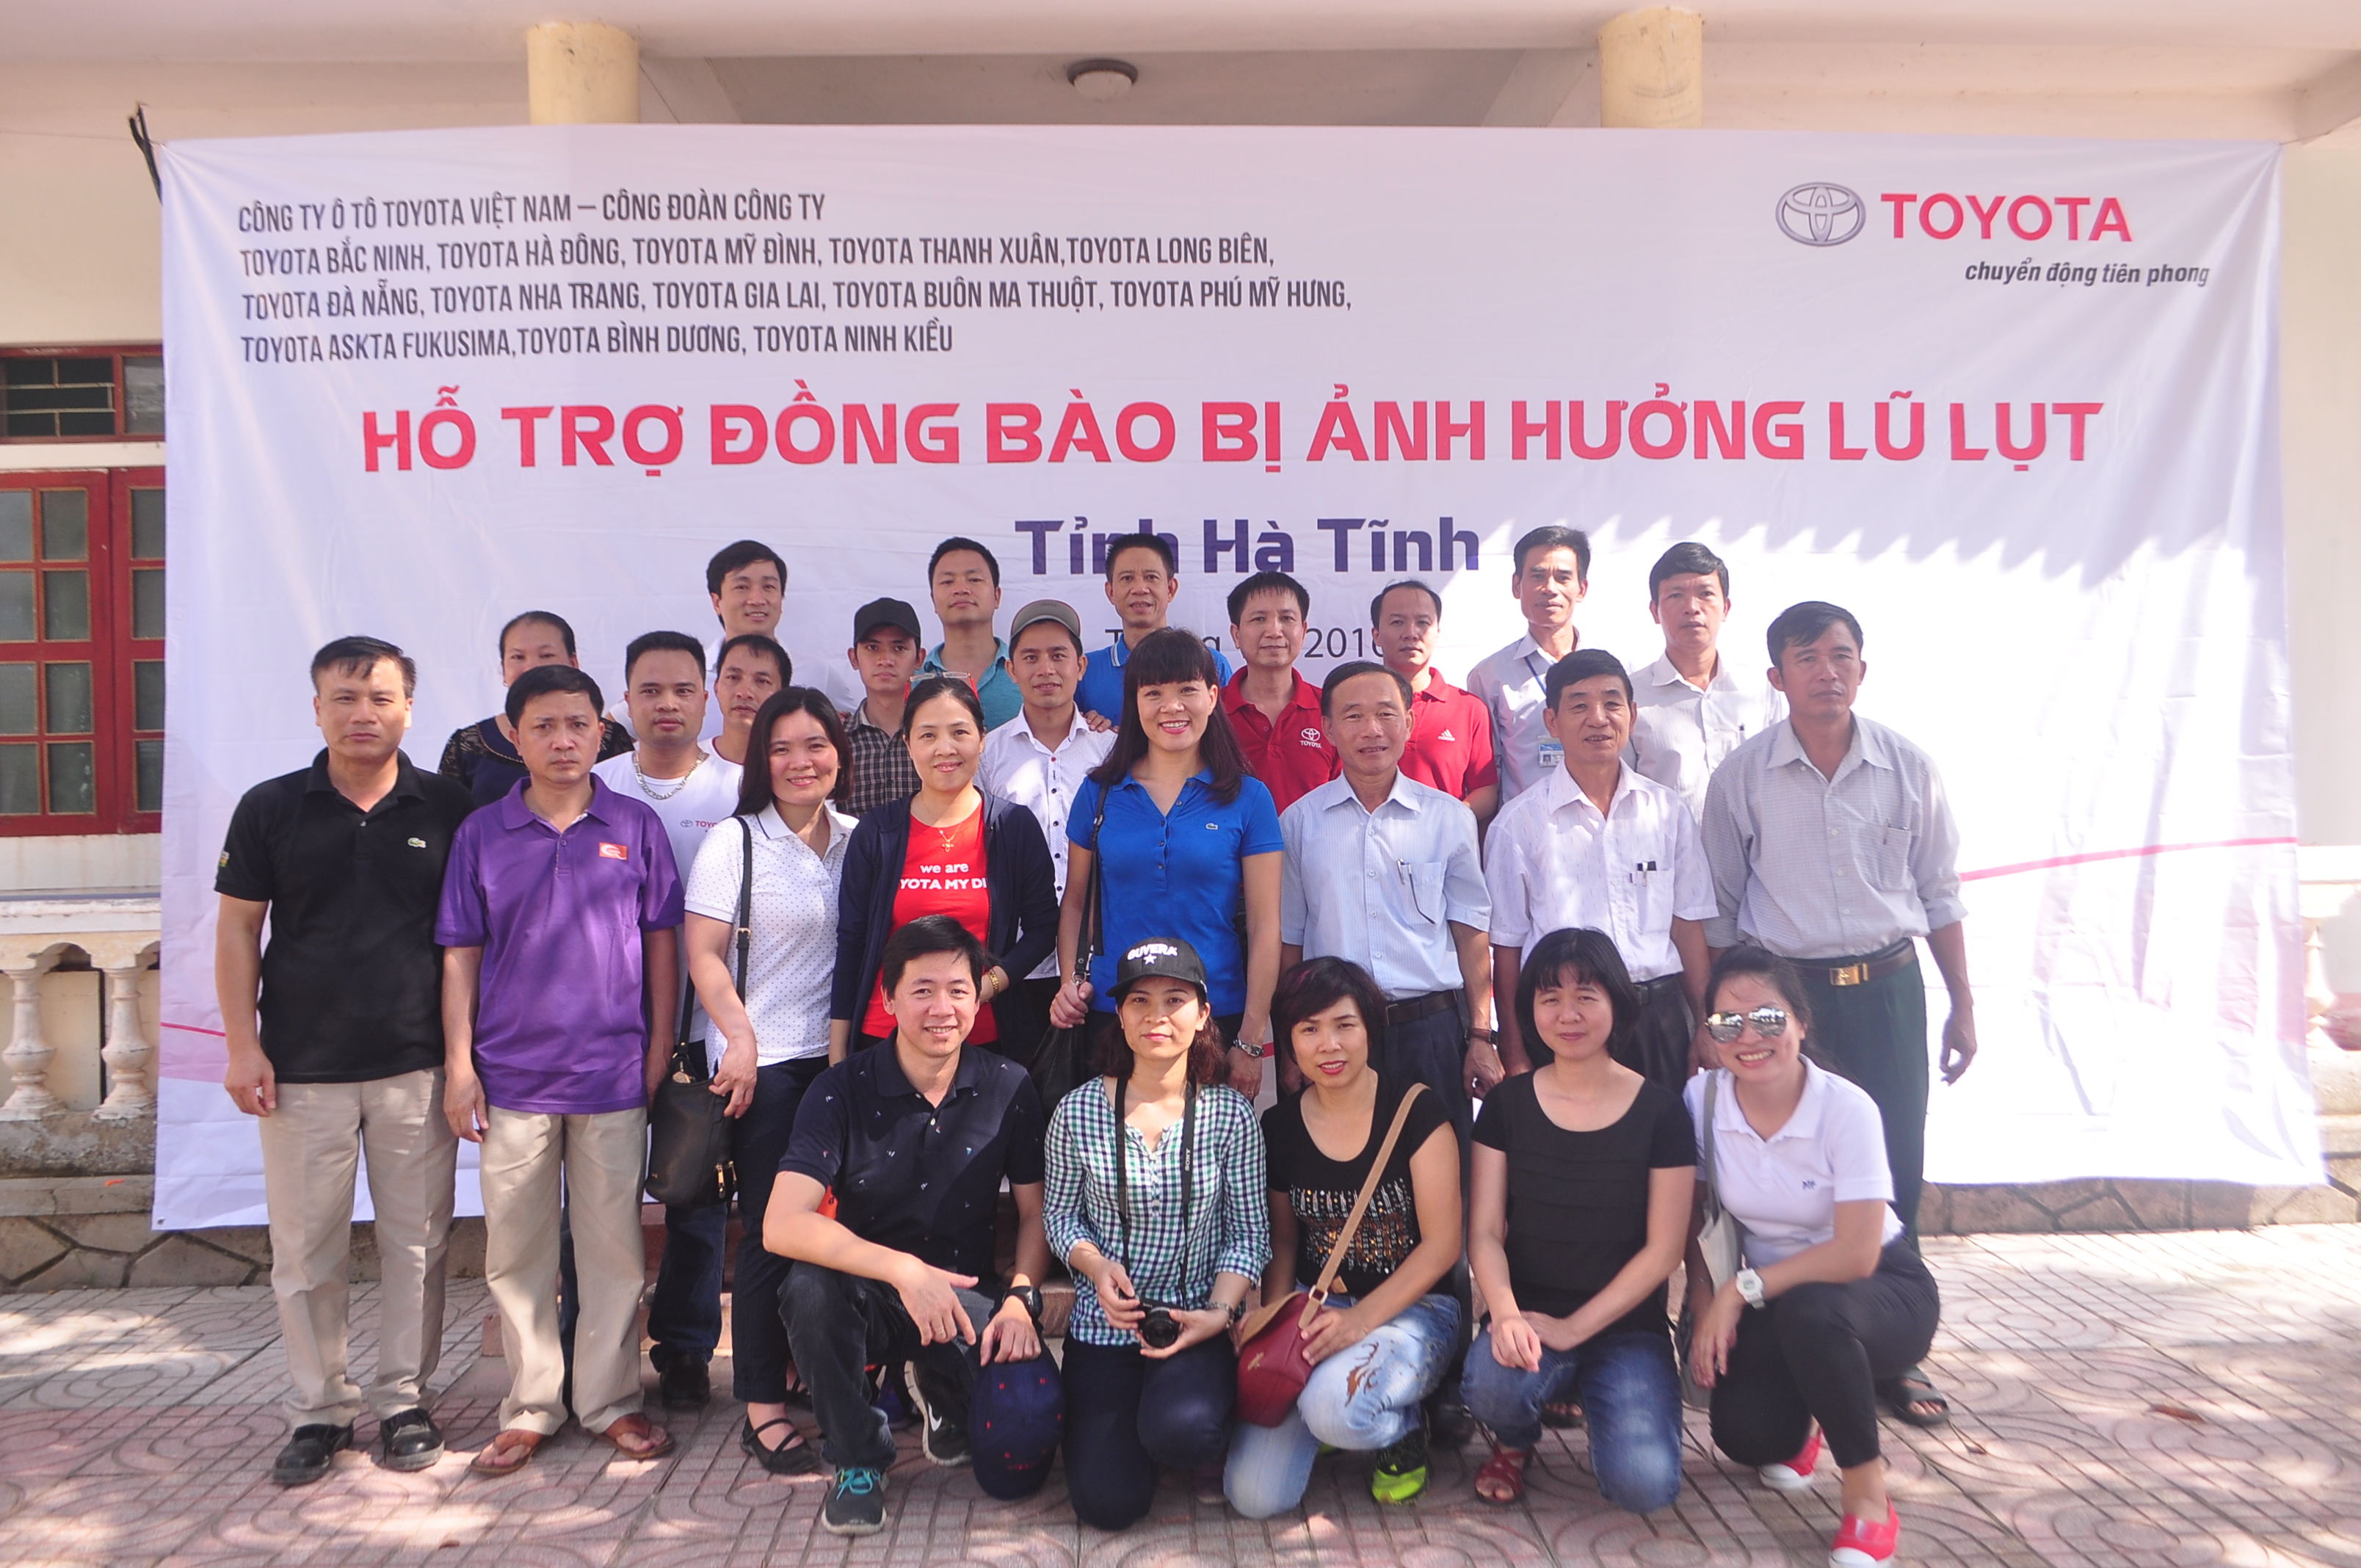 CÔNG TY Ô TÔ TOYOTA VIỆT NAM – CÔNG ĐOÀN CÔNG TY
TOYOTA BẮC NINH, TOYOTA HÀ ĐÔNG, TOYOTA MỸ ĐÌNH, TOYOTA THANH XUÂN,TOYOTA LONG BIÊN,
TOYOTA ĐÀ NẴNG, TOYOTA NHA TRANG, TOYOTA GIA LAI, TOYOTA BUÔN MA THUỘT, TOYOTA PHÚ MỸ HƯNG,
TOYOTA ASKTA FUKUSIMA,TOYOTA BÌNH DƯƠNG, TOYOTA NINH KIỀU
TOYOTA
chuyển động tiên phong
HỖ TRỢ ĐỒNG BÀO BỊ ẢNH HƯỞNG LŨ LỤT
Tỉnh Hà Tĩnh
TOYOTA
we are
YOTA MY DI
GUVERA
SONY